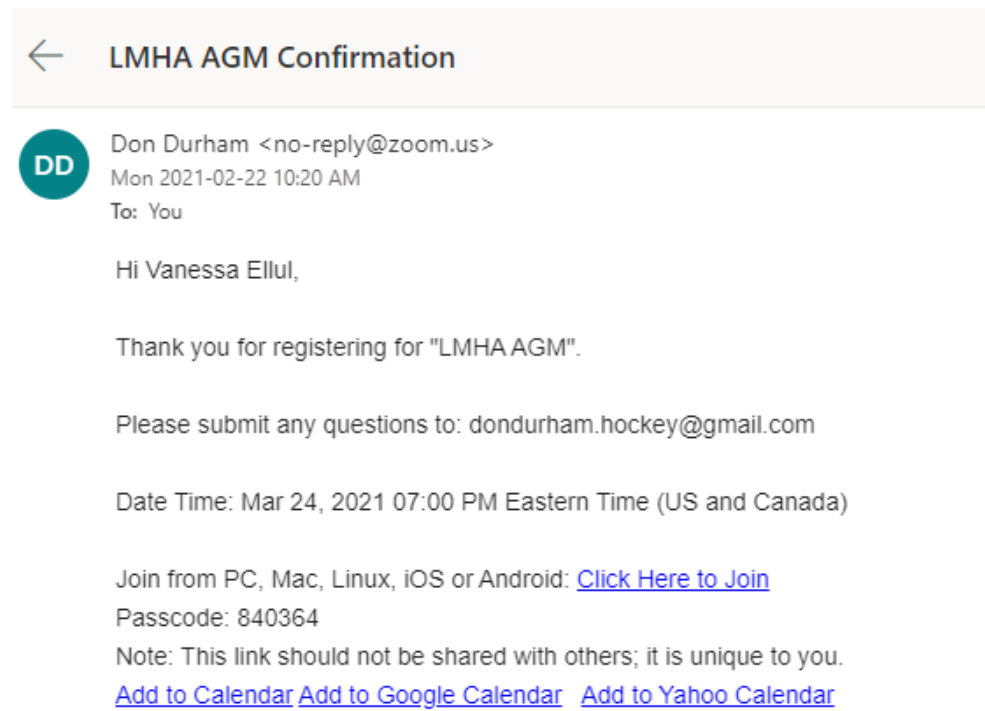 LMHA AGM Confirmation
DD
Don Durham <no-reply@zoom.us>
Mon 2021-02-22 10:20 AM
To: You
Hi Vanessa Ellul,
Thank you for registering for "LMHA AGM".
Please submit any questions to: dondurham.hockey@gmail.com
Date Time: Mar 24, 2021 07:00 PM Eastern Time (US and Canada)
Join from PC, Mac, Linux, iOS or Android: Click Here to Join
Passcode: 840364
Note: This link should not be shared with others; it is unique to you.
Add to Calendar Add to Google Calendar Add to Yahoo Calendar